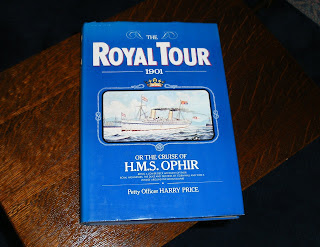 THE
ROYAL TOUR
1901
OR THE CRUISE OF
H.M.S. OPHIR
Petty Officer HARRY PRICE